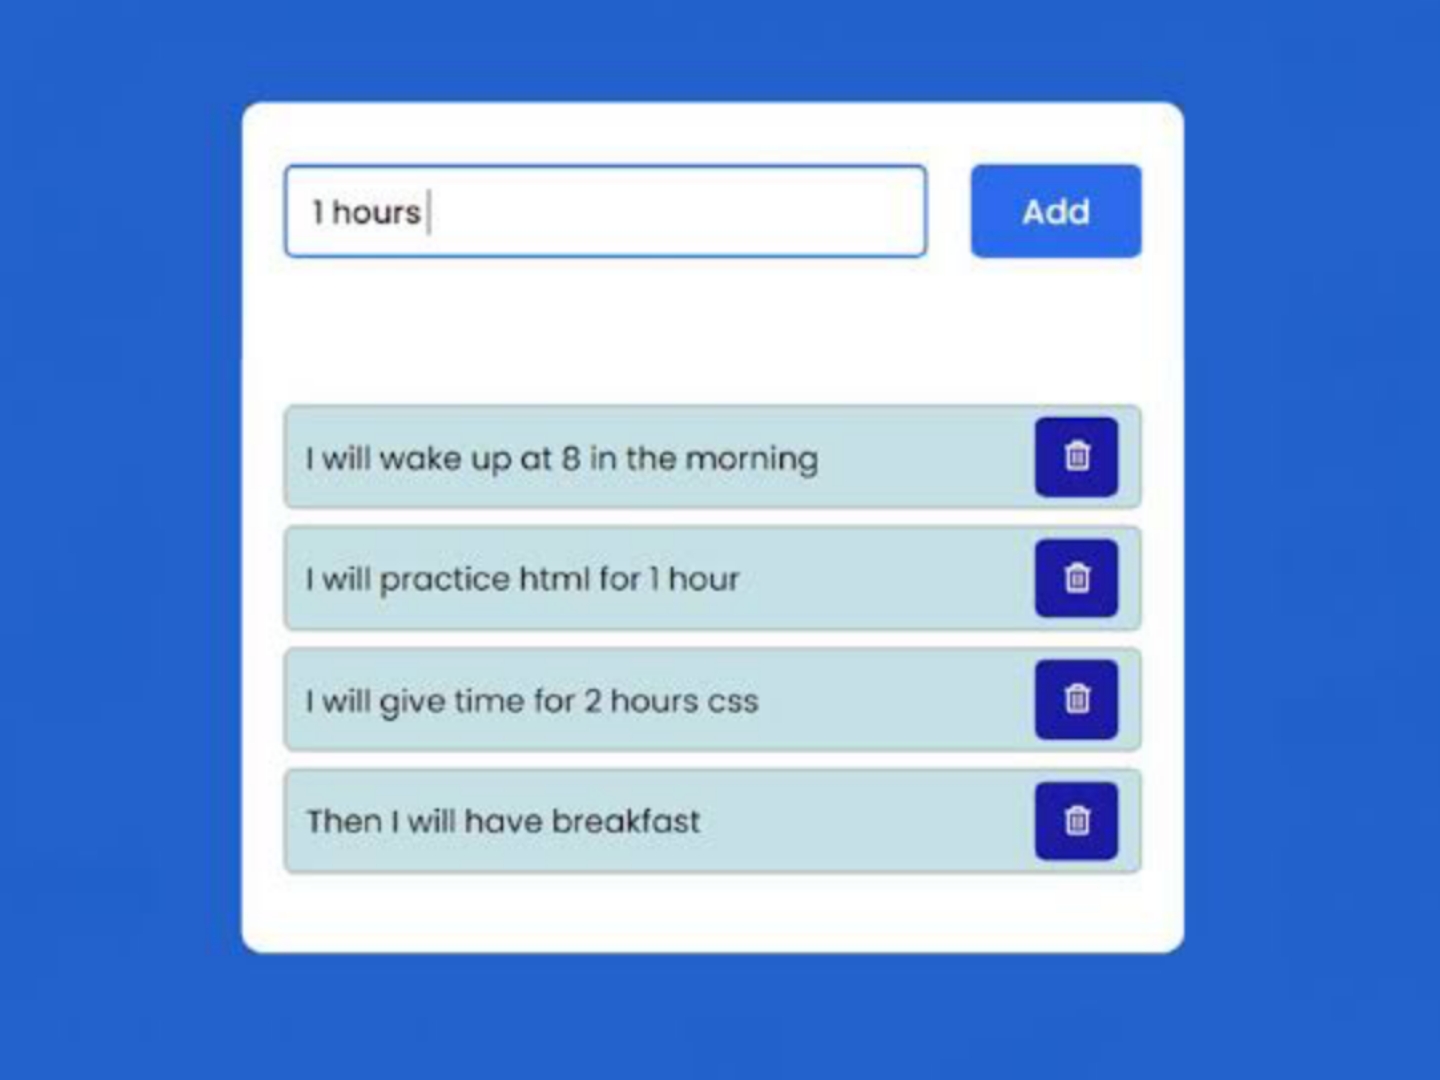 1 hours
Add
I will wake up at 8 in the morning
I will practice html for 1 hour
I will give time for 2 hours css
Then I will have breakfast